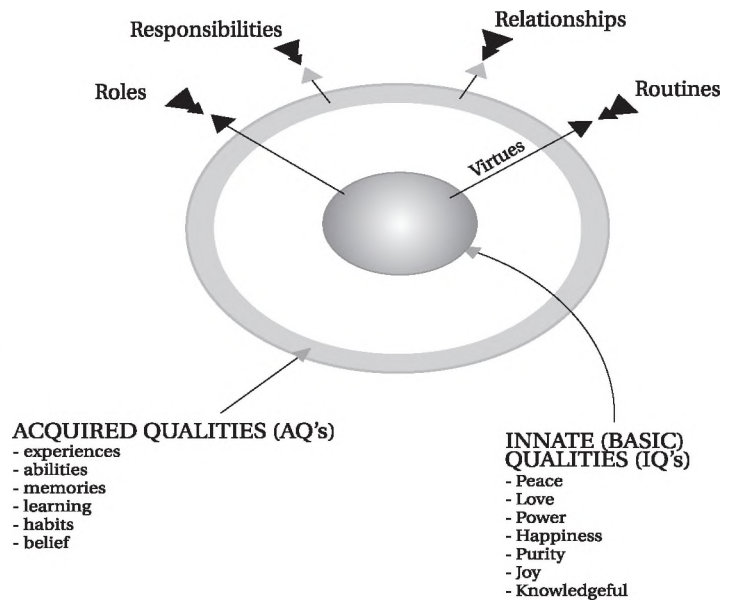 Responsibilities
Relationships
Roles
Routines
Virtues
ACQUIRED QUALITIES (AQ's)
- experiences
- abilities
- memories
- learning
- habits
- belief
INNATE (BASIC)
QUALITIES (IQ's)
- Peace
- Love
- Power
- Happiness
- Purity
- Joy
- Knowledgeful